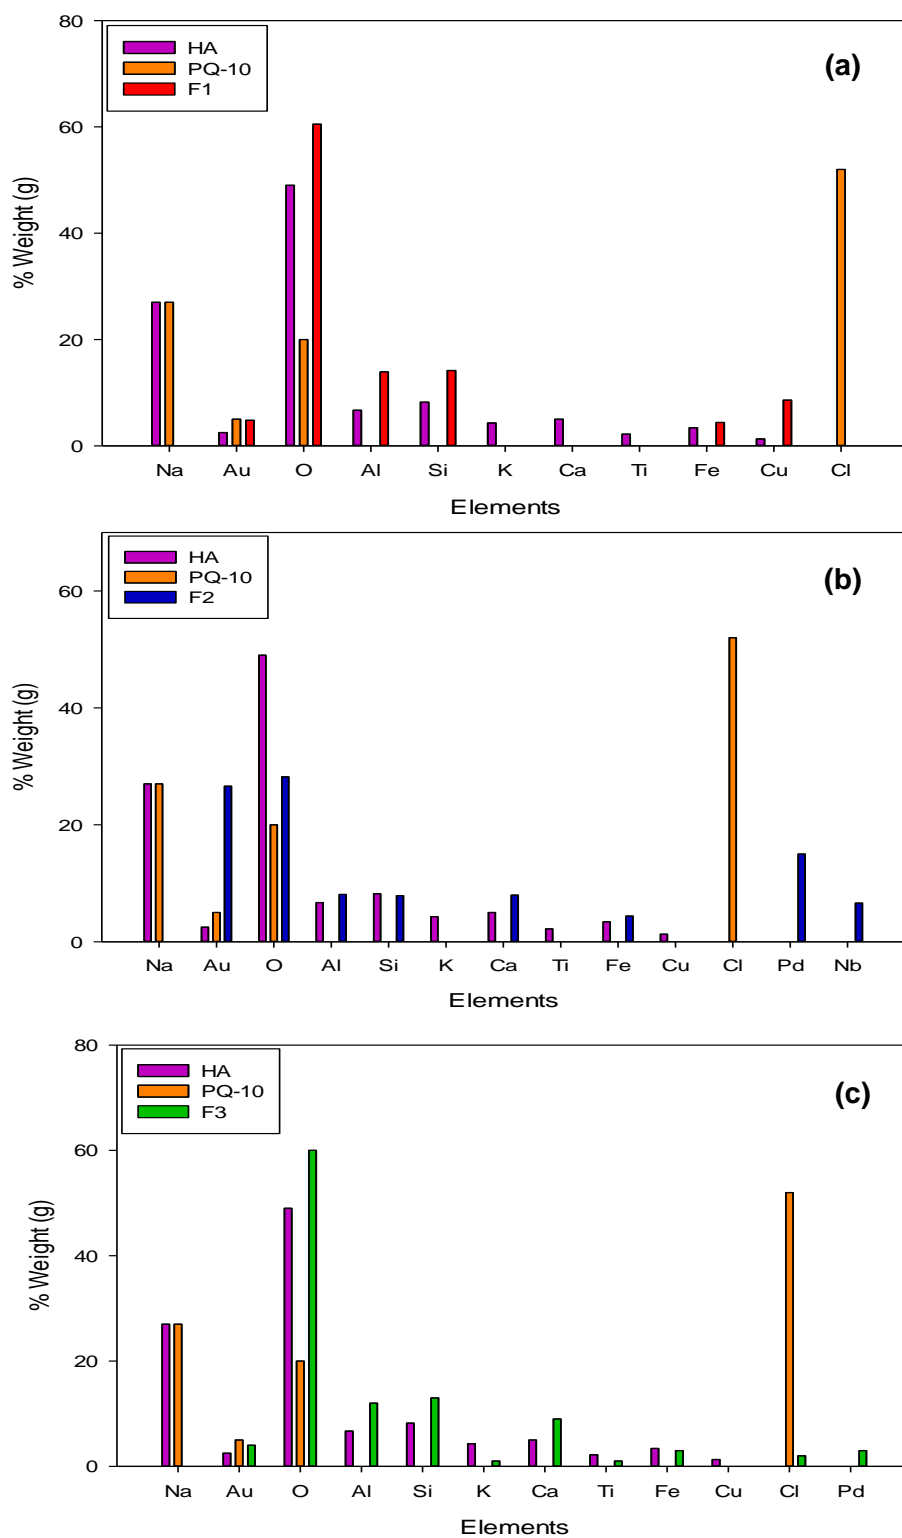 80
HA
PQ-10
F1
(a)
60
40
20
0
% Weight (g)
Na Au O Al Si K Ca Ti Fe Cu Cl
Elements
HA
PQ-10
F2
(b)
60
40
20
0
% Weight (g)
Na Au O Al Si K Ca Ti Fe Cu Cl Pd Nb
Elements
80
HA
PQ-10
F3
(c)
60
40
20
0
% Weight (g)
Na Au O Al Si K Ca Ti Fe Cu Cl Pd
Elements